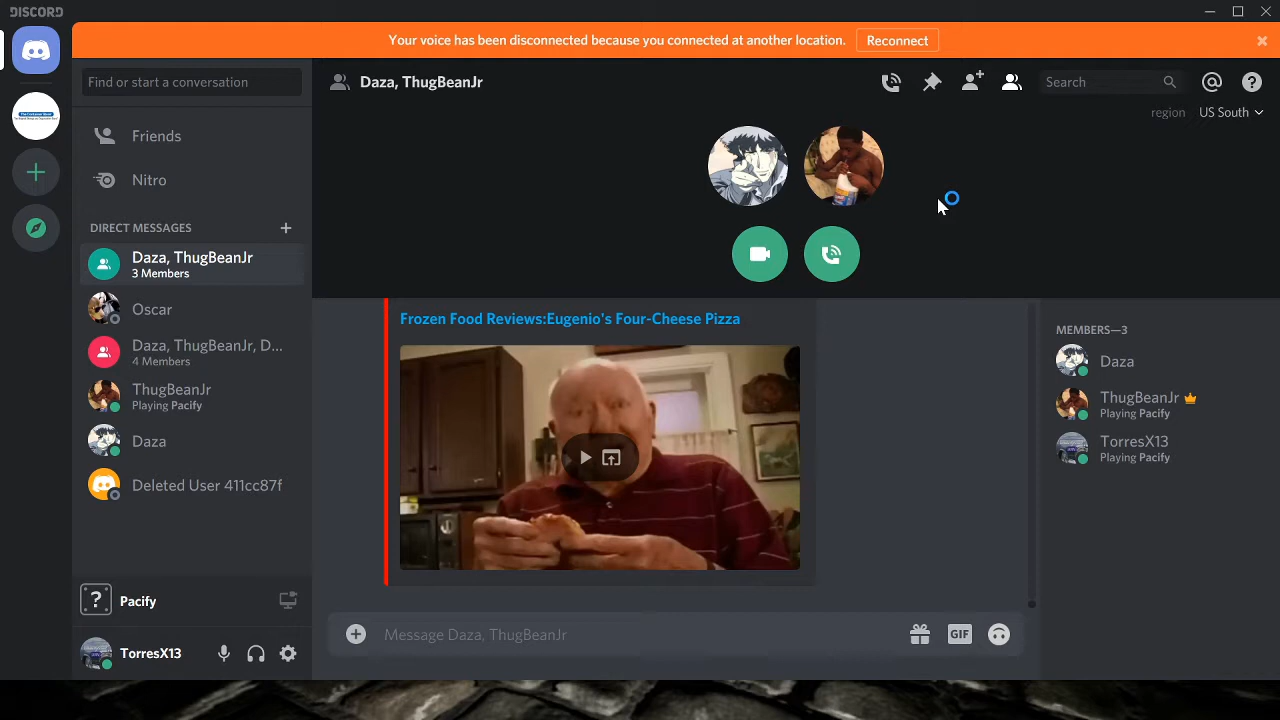 DISCORD
Your voice has been disconnected because you connected at another location.
Reconnect
Find or start a conversation
Daza, ThugBeanJr
Search
region
US South
Friends
Nitro
DIRECT MESSAGES
Daza, ThugBeanJr
3 Members
Oscar
Daza, ThugBeanJr, D...
4 Members
ThugBeanJr
Playing Pacify
Daza
Deleted User 411cc87f
Frozen Food Reviews:Eugenio's Four-Cheese Pizza
MEMBERS—3
Daza
ThugBeanJr
Playing Pacify
TorresX13
Playing Pacify
Pacify
TorresX13
Message Daza, ThugBeanJr
GIF